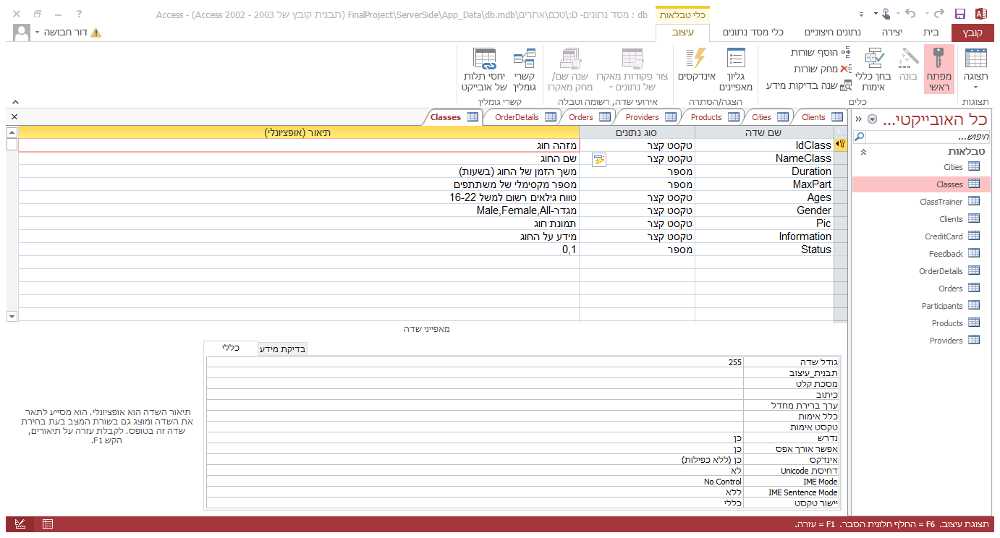 db : מסד נתונים- D:\טכם\אתרים\FinalProject\ServerSide\App_Data\db.mdb (תבנית קובץ של Access 2002 - 2003) - Access
כלי טבלאות
קובץ
בית
יצירה
נתונים חיצוניים
כלי מסד נתונים
עיצוב
דור חבושה
תצוגה
מפתח ראשי
בונה
בחן כללי אימות
הוסף שורות
מחק שורות
שנה בדיקות מידע
גליון מאפיינים
אינדקסים
צור פקודות מאקרו של נתונים
שנה שם/ מחק מאקרו
קשרי גומלין
יחסי תלות של אובייקט
תצוגות
כלים
הצגה/הסתרה
אירועי שדה, רשומה וטבלה
קשרי גומלין
כל האובייקטי...
חיפוש...
טבלאות
Cities
Classes
ClassTrainer
Clients
CreditCard
Feedback
OrderDetails
Orders
Participants
Products
Providers
Clients
Cities
Products
Providers
Orders
OrderDetails
Classes
שם שדה סוג נתונים תיאור (אופציונלי)
IdClass טקסט קצר מזהה חוג
NameClass טקסט קצר שם החוג
Duration מספר משך הזמן של החוג (בשעות)
MaxPart מספר מספר מקסימלי של משתתפים
Ages טקסט קצר טווח גילאים רשום למשל 16-22
Gender טקסט קצר מגדר-Male,Female,All
Pic טקסט קצר תמונת חוג
Information טקסט קצר מידע על החוג
Status מספר 0,1
מאפייני שדה
כללי
בדיקת מידע
גודל שדה 255
תבנית_עיצוב
מסכת קלט
כיתוב
ערך ברירת מחדל
כלל אימות
טקסט אימות
נדרש כן
אפשר אורך אפס כן
אינדקס כן (ללא כפילות)
דחיסת Unicode לא
IME Mode No Control
IME Sentence Mode ללא
יישור טקסט כללי
תיאור השדה הוא אופציונלי. הוא מסייע לתאר
את השדה ומוצג גם בשורת המצב בעת בחירת
שדה זה בטופס. לקבלת עזרה על תיאורים,
הקש F1.
תצוגת עיצוב. F6 = החלף חלונית הסבר. F1 = עזרה.